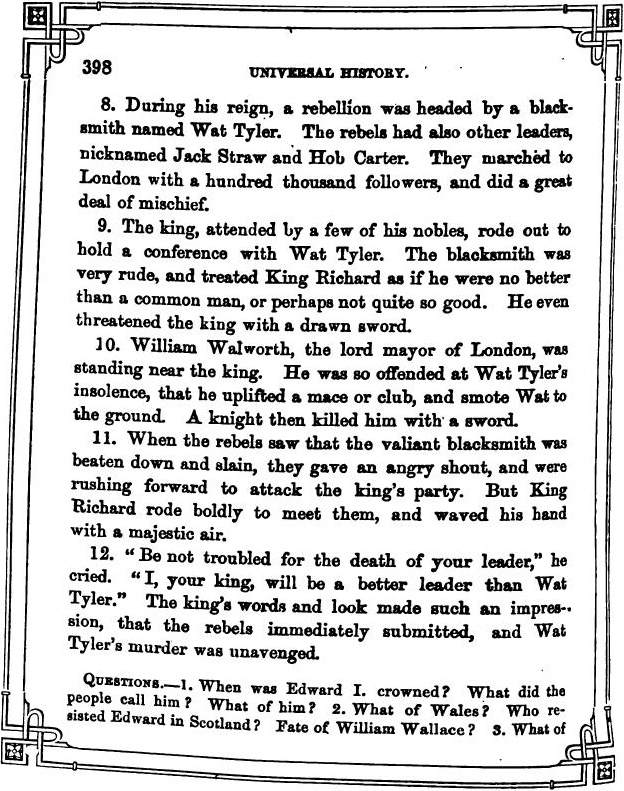 398
UNIVERSAL HISTORY.
8. During his reign, a rebellion was headed by a black-
smith named Wat Tyler. The rebels had also other leaders,
nicknamed Jack Straw and Hob Carter. They marched to
London with a hundred thousand followers, and did a great
deal of mischief.
9. The king, attended by a few of his nobles, rode out to
hold a conference with Wat Tyler. The blacksmith was
very rude, and treated King Richard as if he were no better
than a common man, or perhaps not quite so good. He even
threatened the king with a drawn sword.
10. William Walworth, the lord mayor of London, was
standing near the king. He was so offended at Wat Tyler's
insolence, that he uplifted a mace or club, and smote Wat to
the ground. A knight then killed him with a sword.
11. When the rebels saw that the valiant blacksmith was
beaten down and slain, they gave an angry shout, and were
rushing forward to attack the king's party. But King
Richard rode boldly to meet them, and waved his hand
with a majestic air.
12. "Be not troubled for the death of your leader," he
cried. "I, your king, will be a better leader than Wat
Tyler." The king's words and look made such an impres-
sion, that the rebels immediately submitted, and Wat
Tyler's murder was unavenged.
QUESTIONS.—1. When was Edward I. crowned? What did the
people call him? What of him? 2. What of Wales? Who re-
sisted Edward in Scotland? Fate of William Wallace? 3. What of